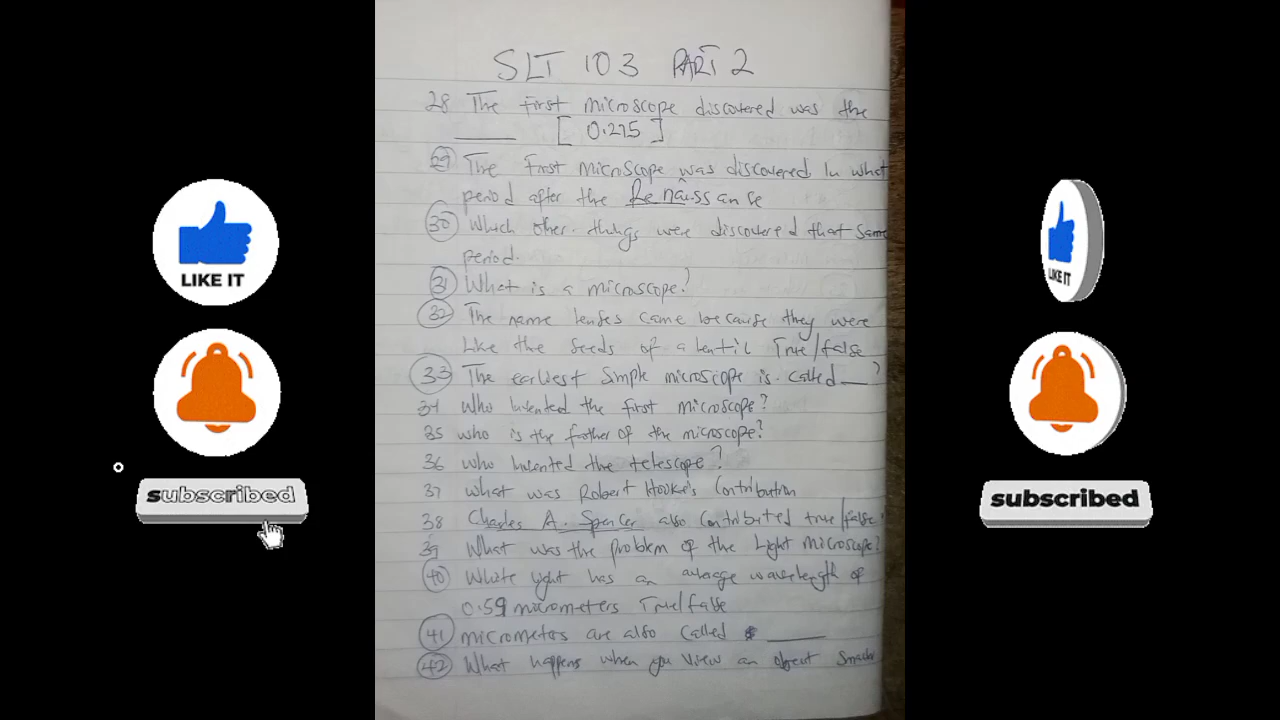 SLT 103 PART 2
28 The first microscope discovered was the
______ [ 0.275 ]
29 The First microscope was discovered In what
period after the Renaussanse
30 Which other things were discovered that same
period.
31 What is a microscope?
32 The name lenses came because they were
Like the seeds of a lentil True/false
33 The earliest Simple microscope is called ___?
34 Who Invented the first microscope?
35 who is the father of the microscope?
36 who Invented the telescope?
37 what was Robert Hooke's Contribution
38 Charles A. Spencer also contributed true/false.
39 What was the problem of the Light microscope?
40 White light has an average wavelength of
0.59 micrometers True/false
41 micrometers are also called ______
42 What happens when you view an object
LIKE IT
subscribed
LIKE IT
subscribed